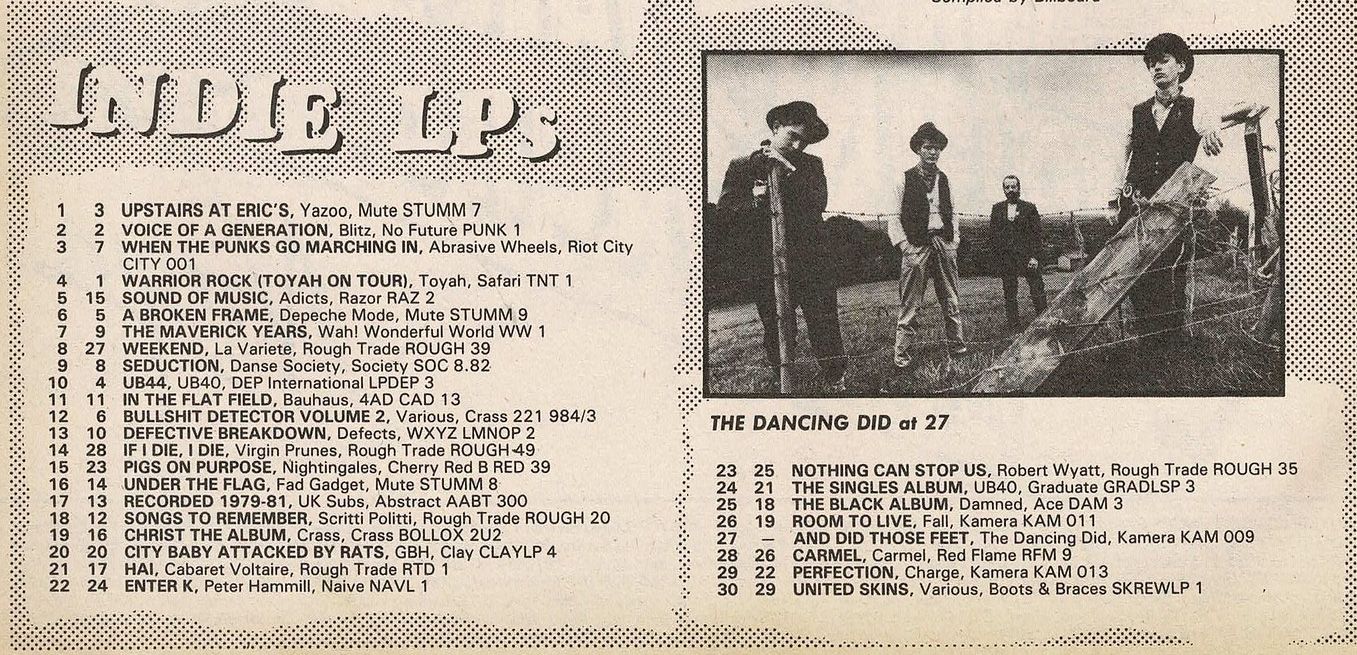 Compiled by Billboard
INDIE LPs
1 3 UPSTAIRS AT ERIC'S, Yazoo, Mute STUMM 7
2 2 VOICE OF A GENERATION, Blitz, No Future PUNK 1
3 7 WHEN THE PUNKS GO MARCHING IN, Abrasive Wheels, Riot City
CITY 001
4 1 WARRIOR ROCK (TOYAH ON TOUR), Toyah, Safari TNT 1
5 15 SOUND OF MUSIC, Adicts, Razor RAZ 2
6 5 A BROKEN FRAME, Depeche Mode, Mute STUMM 9
7 9 THE MAVERICK YEARS, Wah! Wonderful World WW 1
8 27 WEEKEND, La Variete, Rough Trade ROUGH 39
9 8 SEDUCTION, Danse Society, Society SOC 8.82
10 4 UB44, UB40, DEP International LPDEP 3
11 11 IN THE FLAT FIELD, Bauhaus, 4AD CAD 13
12 6 BULLSHIT DETECTOR VOLUME 2, Various, Crass 221 984/3
13 10 DEFECTIVE BREAKDOWN, Defects, WXYZ LMNOP 2
14 28 IF I DIE, I DIE, Virgin Prunes, Rough Trade ROUGH 49
15 23 PIGS ON PURPOSE, Nightingales, Cherry Red B RED 39
16 14 UNDER THE FLAG, Fad Gadget, Mute STUMM 8
17 13 RECORDED 1979-81, UK Subs, Abstract AABT 300
18 12 SONGS TO REMEMBER, Scritti Politti, Rough Trade ROUGH 20
19 16 CHRIST THE ALBUM, Crass, Crass BOLLOX 2U2
20 20 CITY BABY ATTACKED BY RATS, GBH, Clay CLAYLP 4
21 17 HAI, Cabaret Voltaire, Rough Trade RTD 1
22 24 ENTER K, Peter Hammill, Naive NAVL 1
THE DANCING DID at 27
23 25 NOTHING CAN STOP US, Robert Wyatt, Rough Trade ROUGH 35
24 21 THE SINGLES ALBUM, UB40, Graduate GRADLSP 3
25 18 THE BLACK ALBUM, Damned, Ace DAM 3
26 19 ROOM TO LIVE, Fall, Kamera KAM 011
27 — AND DID THOSE FEET, The Dancing Did, Kamera KAM 009
28 26 CARMEL, Carmel, Red Flame RFM 9
29 22 PERFECTION, Charge, Kamera KAM 013
30 29 UNITED SKINS, Various, Boots & Braces SKREWLP 1